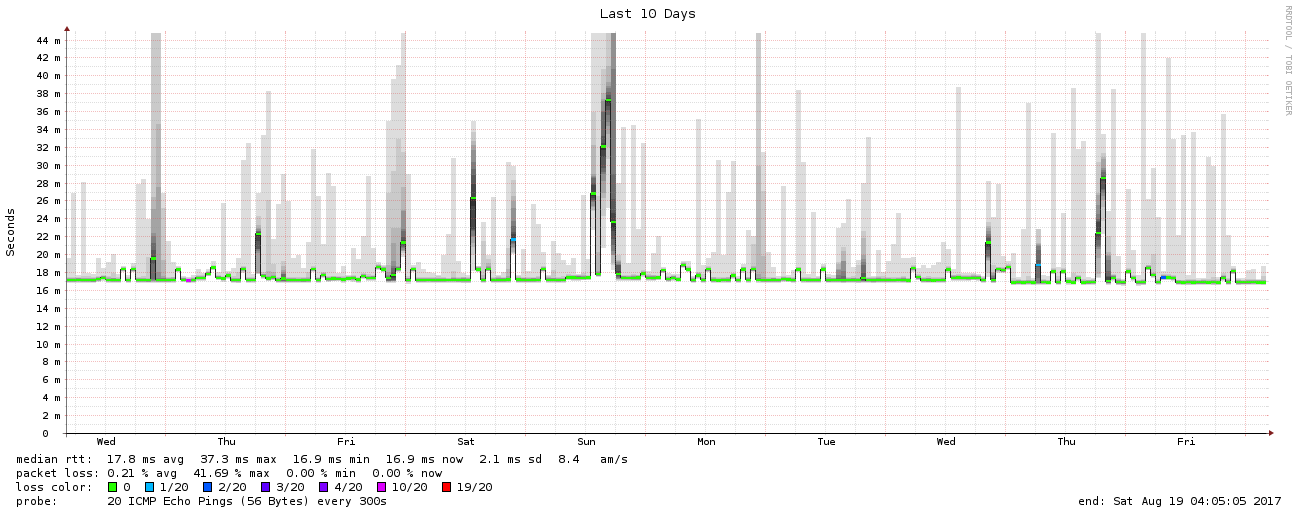 Last 10 Days
RRDTOOL / TOBI OETIKER
Seconds
44 m
42 m
40 m
38 m
36 m
34 m
32 m
30 m
28 m
26 m
24 m
22 m
20 m
18 m
16 m
14 m
12 m
10 m
8 m
6 m
4 m
2 m
0
Wed Thu Fri Sat Sun Mon Tue Wed Thu Fri
median rtt: 17.8 ms avg 37.3 ms max 16.9 ms min 16.9 ms now 2.1 ms sd 8.4 am/s
packet loss: 0.21 % avg 41.69 % max 0.00 % min 0.00 % now
loss color: 0 1/20 2/20 3/20 4/20 10/20 19/20
probe: 20 ICMP Echo Pings (56 Bytes) every 300s end: Sat Aug 19 04:05:05 2017